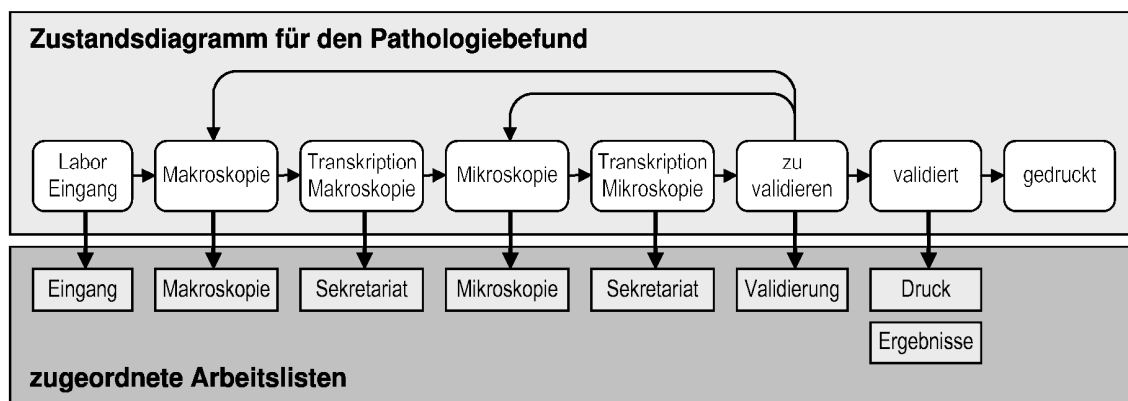 Zustandsdiagramm für den Pathologiebefund
Labor
Eingang
Makroskopie
Transkription
Makroskopie
Mikroskopie
Transkription
Mikroskopie
zu
validieren
validiert
gedruckt
Eingang
Makroskopie
Sekretariat
Mikroskopie
Sekretariat
Validierung
Druck
Ergebnisse
zugeordnete Arbeitslisten